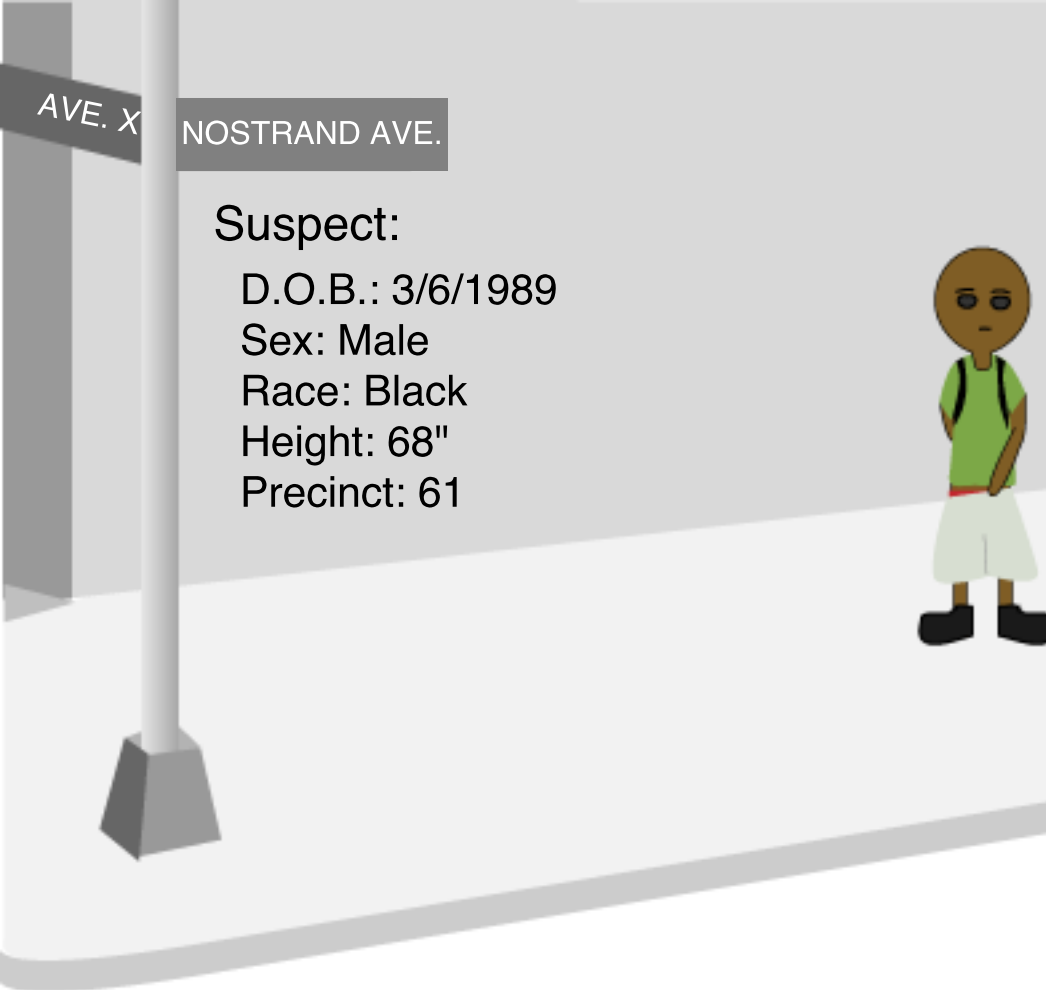 AVE. X
NOSTRAND AVE.
Suspect:
D.O.B.: 3/6/1989
Sex: Male
Race: Black
Height: 68"
Precinct: 61